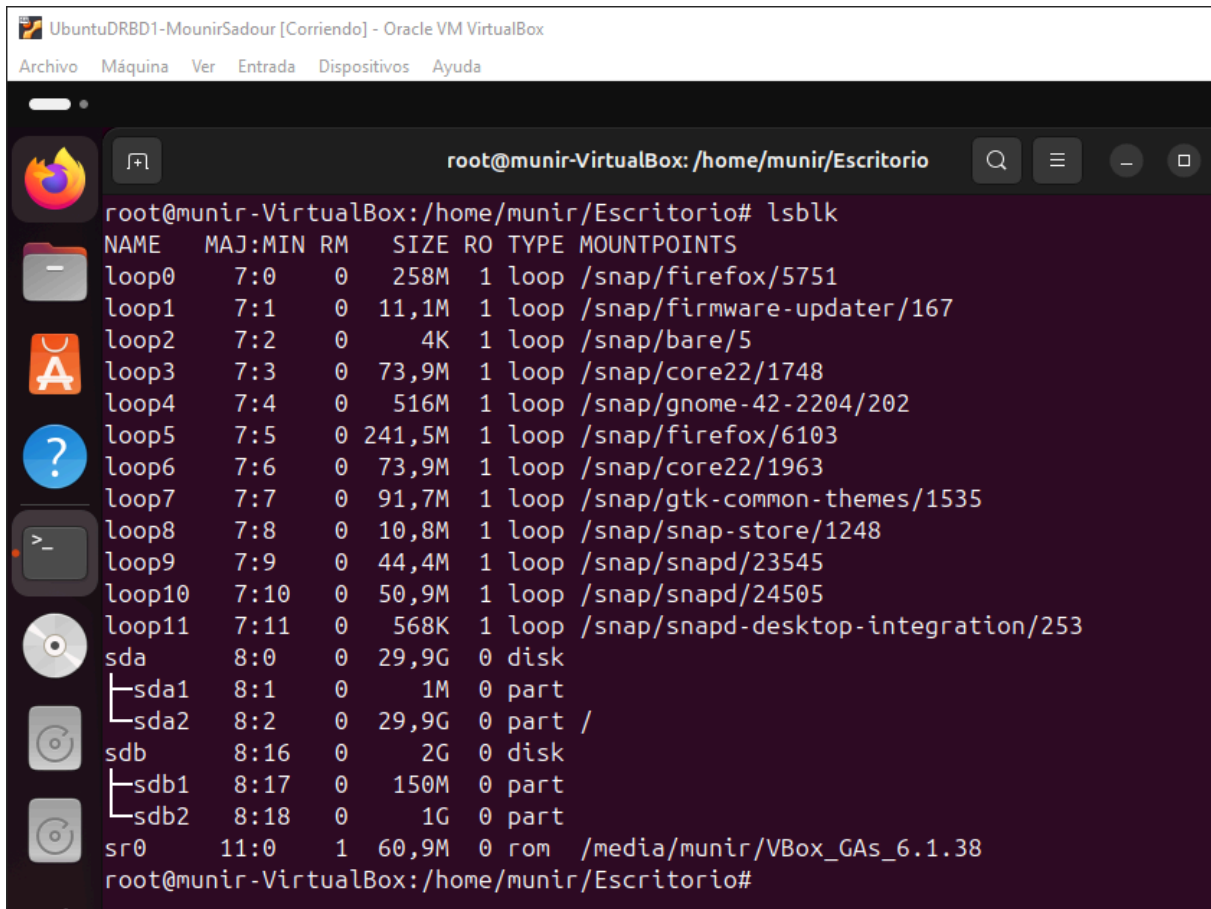 UbuntuDRBD1-MounirSadour [Corriendo] - Oracle VM VirtualBox
Archivo Máquina Ver Entrada Dispositivos Ayuda
root@munir-VirtualBox: /home/munir/Escritorio
root@munir-VirtualBox:/home/munir/Escritorio# lsblk
NAME MAJ:MIN RM SIZE RO TYPE MOUNTPOINTS
loop0 7:0 0 258M 1 loop /snap/firefox/5751
loop1 7:1 0 11,1M 1 loop /snap/firmware-updater/167
loop2 7:2 0 4K 1 loop /snap/bare/5
loop3 7:3 0 73,9M 1 loop /snap/core22/1748
loop4 7:4 0 516M 1 loop /snap/gnome-42-2204/202
loop5 7:5 0 241,5M 1 loop /snap/firefox/6103
loop6 7:6 0 73,9M 1 loop /snap/core22/1963
loop7 7:7 0 91,7M 1 loop /snap/gtk-common-themes/1535
loop8 7:8 0 10,8M 1 loop /snap/snap-store/1248
loop9 7:9 0 44,4M 1 loop /snap/snapd/23545
loop10 7:10 0 50,9M 1 loop /snap/snapd/24505
loop11 7:11 0 568K 1 loop /snap/snapd-desktop-integration/253
sda 8:0 0 29,9G 0 disk
├─sda1 8:1 0 1M 0 part
└─sda2 8:2 0 29,9G 0 part /
sdb 8:16 0 2G 0 disk
├─sdb1 8:17 0 150M 0 part
└─sdb2 8:18 0 1G 0 part
sr0 11:0 1 60,9M 0 rom /media/munir/VBox_GAs_6.1.38
root@munir-VirtualBox:/home/munir/Escritorio#